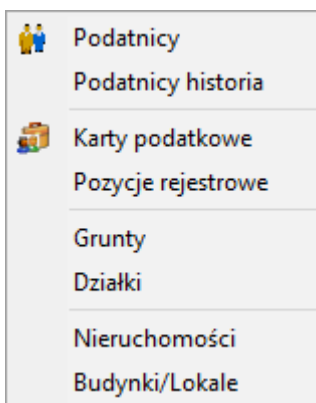 Podatnicy
Podatnicy historia
Karty podatkowe
Pozycje rejestrowe
Grunty
Działki
Nieruchomości
Budynki/Lokale